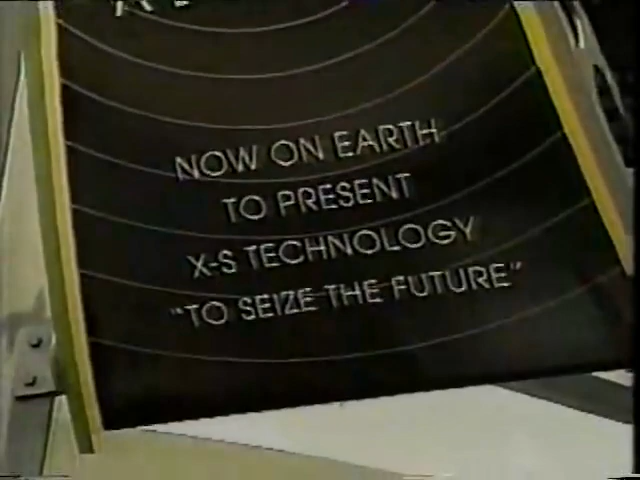 NOW ON EARTH
TO PRESENT
X-S TECHNOLOGY
"TO SEIZE THE FUTURE"